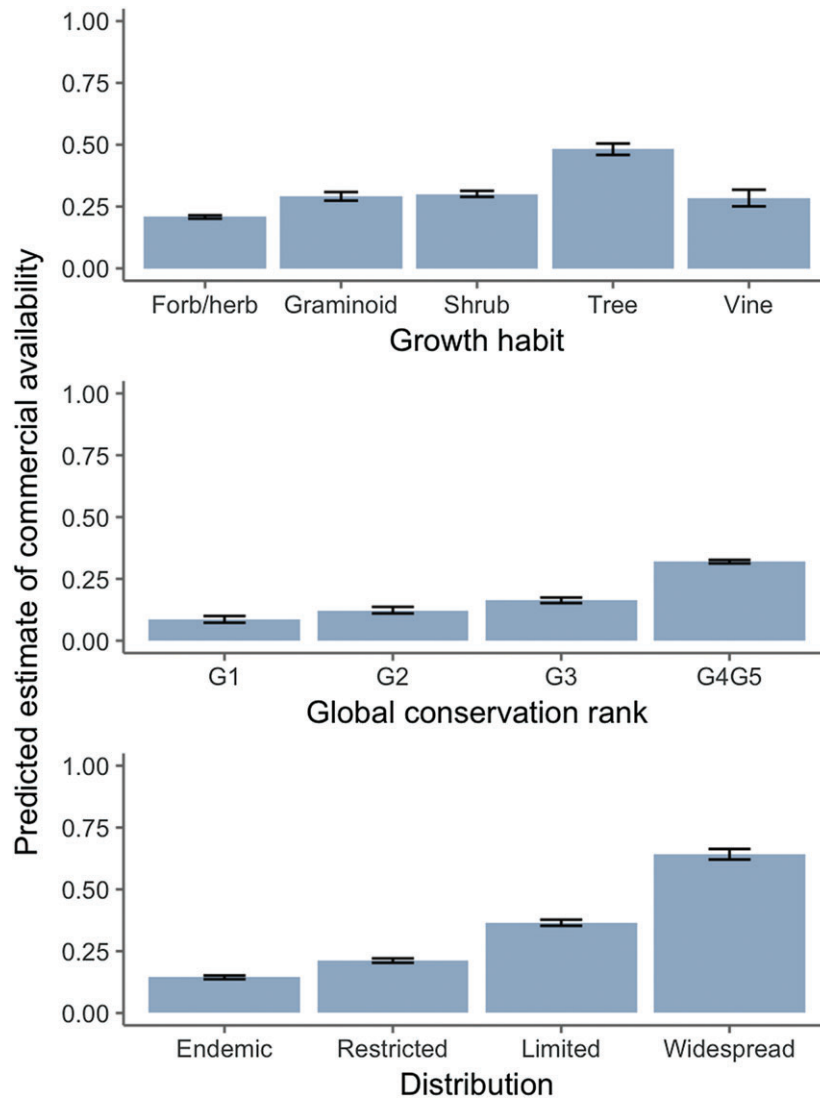 Predicted estimate of commercial availability
1.00
0.75
0.50
0.25
0.00
Forb/herb Graminoid Shrub Tree Vine
Growth habit
1.00
0.75
0.50
0.25
0.00
G1 G2 G3 G4G5
Global conservation rank
1.00
0.75
0.50
0.25
0.00
Endemic Restricted Limited Widespread
Distribution